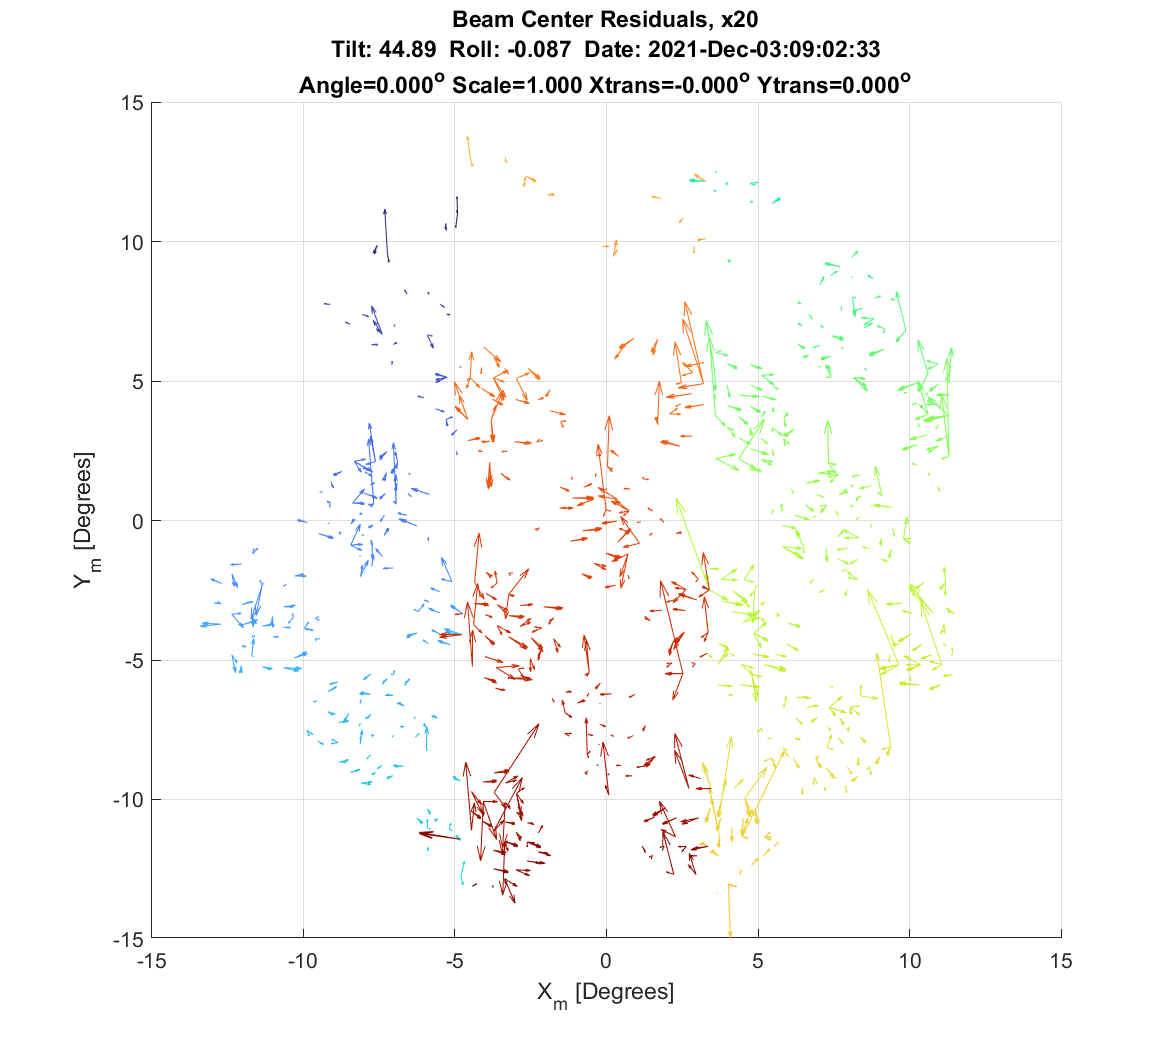 Beam Center Residuals, x20
Tilt: 44.89 Roll: -0.087 Date: 2021-Dec-03:09:02:33
Angle=0.000° Scale=1.000 Xtrans=-0.000° Ytrans=0.000°
15
10
5
0
-5
-10
-15
Y_m [Degrees]
-15 -10 -5 0 5 10 15
X_m [Degrees]